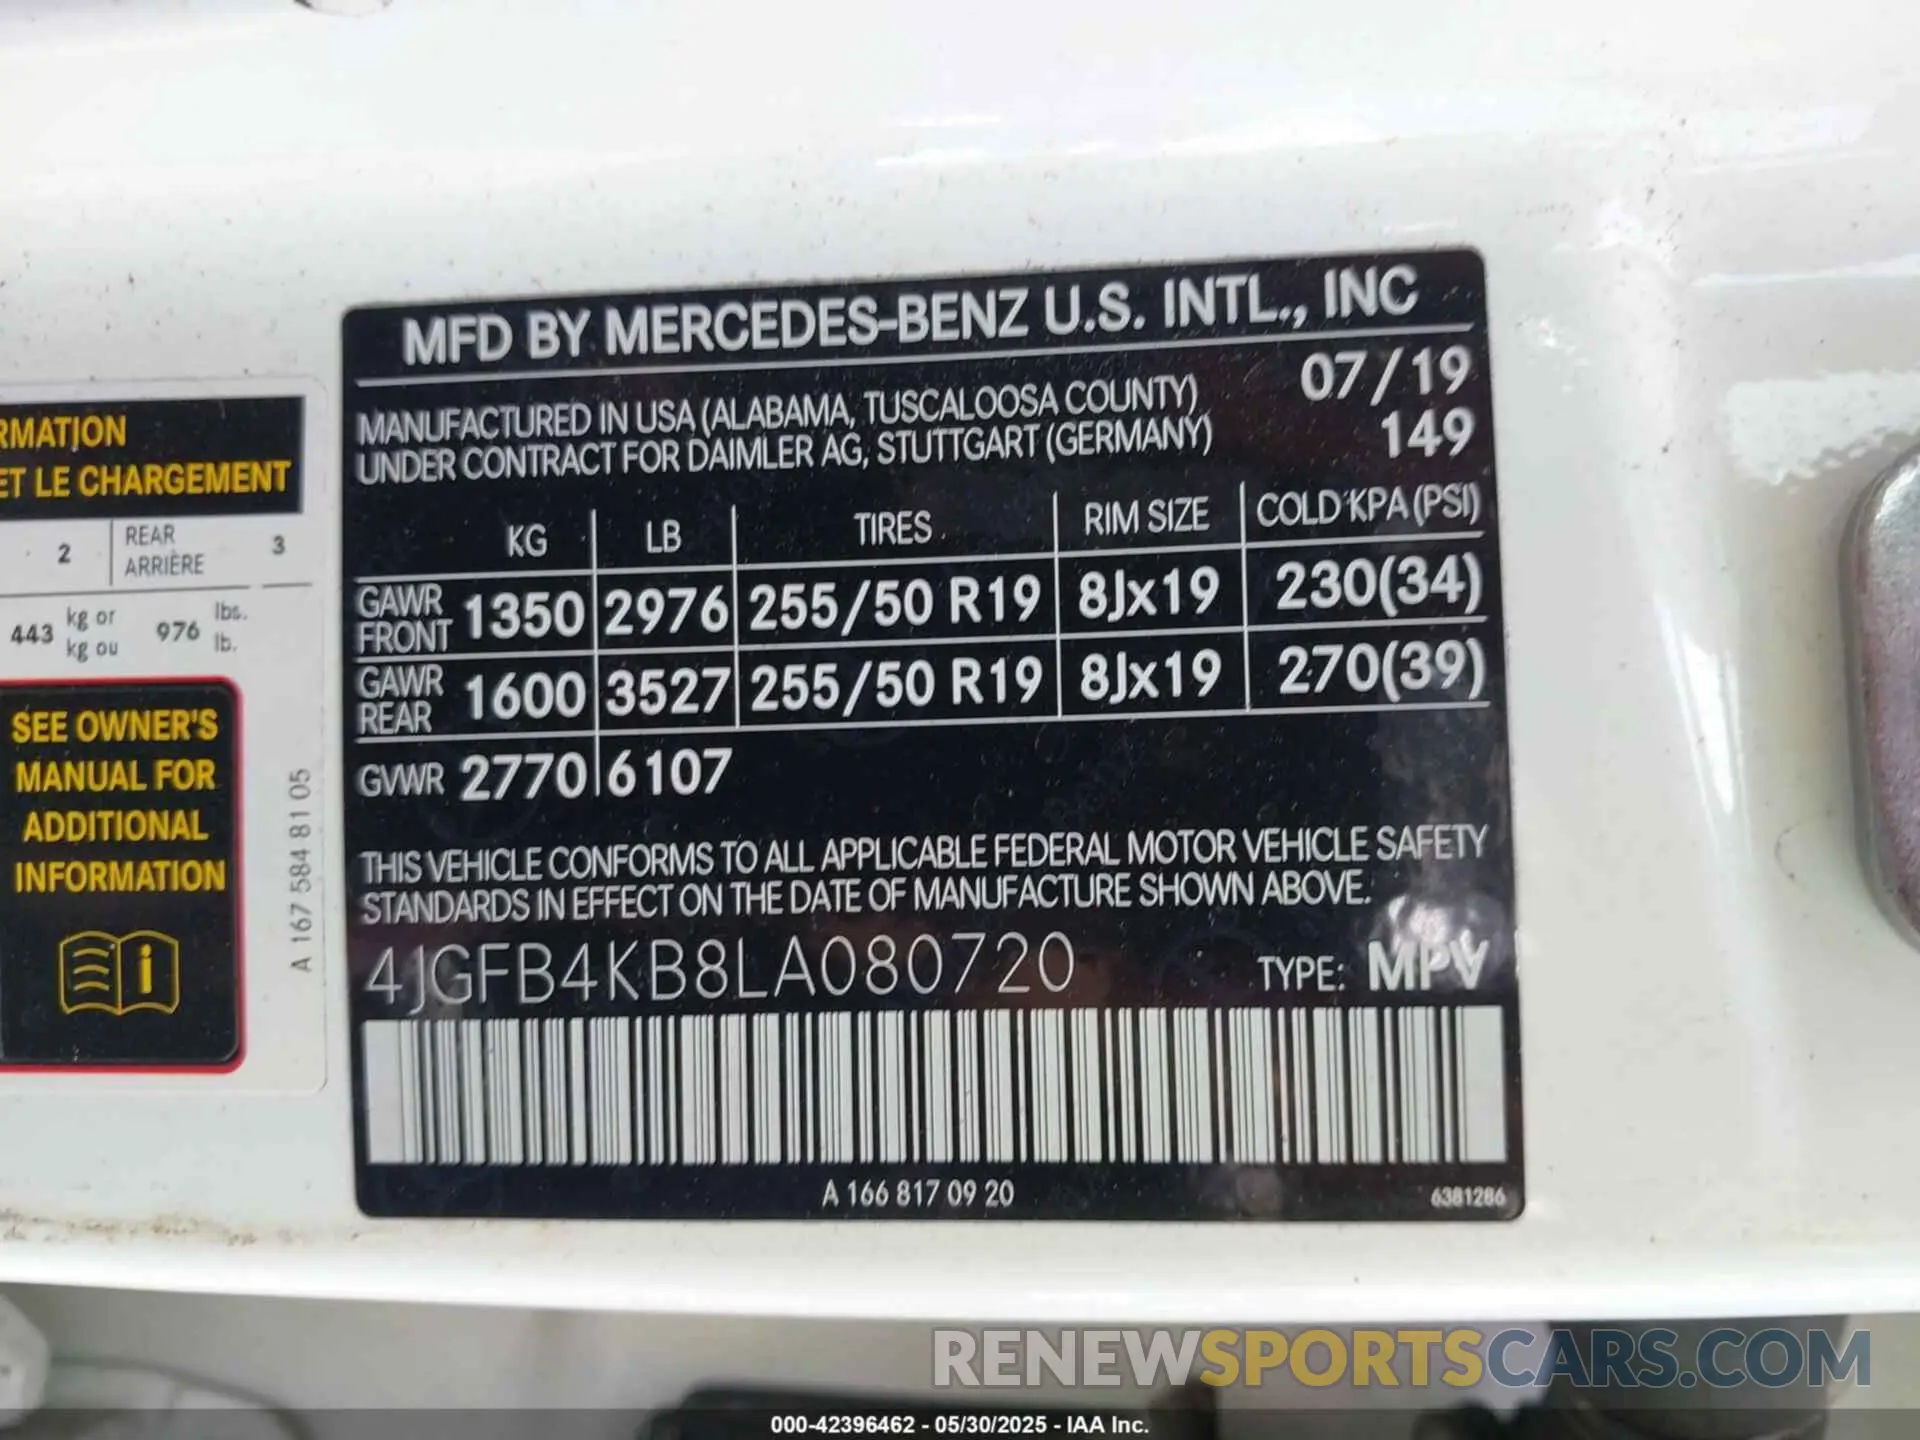 MFD BY MERCEDES-BENZ U.S. INTL., INC
07/19
MANUFACTURED IN USA (ALABAMA, TUSCALOOSA COUNTY)
UNDER CONTRACT FOR DAIMLER AG, STUTTGART (GERMANY)
149
KG LB TIRES RIM SIZE COLD KPA (PSI)
GAWR FRONT 1350 2976 255/50 R19 8Jx19 230(34)
GAWR REAR 1600 3527 255/50 R19 8Jx19 270(39)
GVWR 2770 6107
THIS VEHICLE CONFORMS TO ALL APPLICABLE FEDERAL MOTOR VEHICLE SAFETY
STANDARDS IN EFFECT ON THE DATE OF MANUFACTURE SHOWN ABOVE.
4JGFB4KB8LA080720 TYPE: MPV
A 166 817 09 20
6381286
RMATION
ET LE CHARGEMENT
2 REAR ARRIÈRE 3
443 kg or kg ou 976 lbs. lb.
SEE OWNER'S
MANUAL FOR
ADDITIONAL
INFORMATION
A 167 584 81 05
RENEWSPORTSCARS.COM
000-42396462 - 05/30/2025 - IAA Inc.